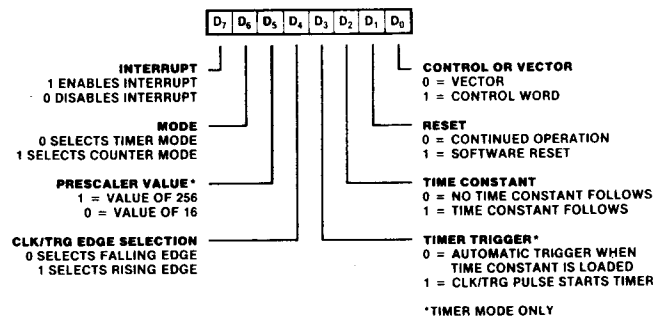 D7 D6 D5 D4 D3 D2 D1 D0
INTERRUPT
1 ENABLES INTERRUPT
0 DISABLES INTERRUPT
MODE
0 SELECTS TIMER MODE
1 SELECTS COUNTER MODE
PRESCALER VALUE*
1 = VALUE OF 256
0 = VALUE OF 16
CLK/TRG EDGE SELECTION
0 SELECTS FALLING EDGE
1 SELECTS RISING EDGE
CONTROL OR VECTOR
0 = VECTOR
1 = CONTROL WORD
RESET
0 = CONTINUED OPERATION
1 = SOFTWARE RESET
TIME CONSTANT
0 = NO TIME CONSTANT FOLLOWS
1 = TIME CONSTANT FOLLOWS
TIMER TRIGGER*
0 = AUTOMATIC TRIGGER WHEN
TIME CONSTANT IS LOADED
1 = CLK/TRG PULSE STARTS TIMER
*TIMER MODE ONLY